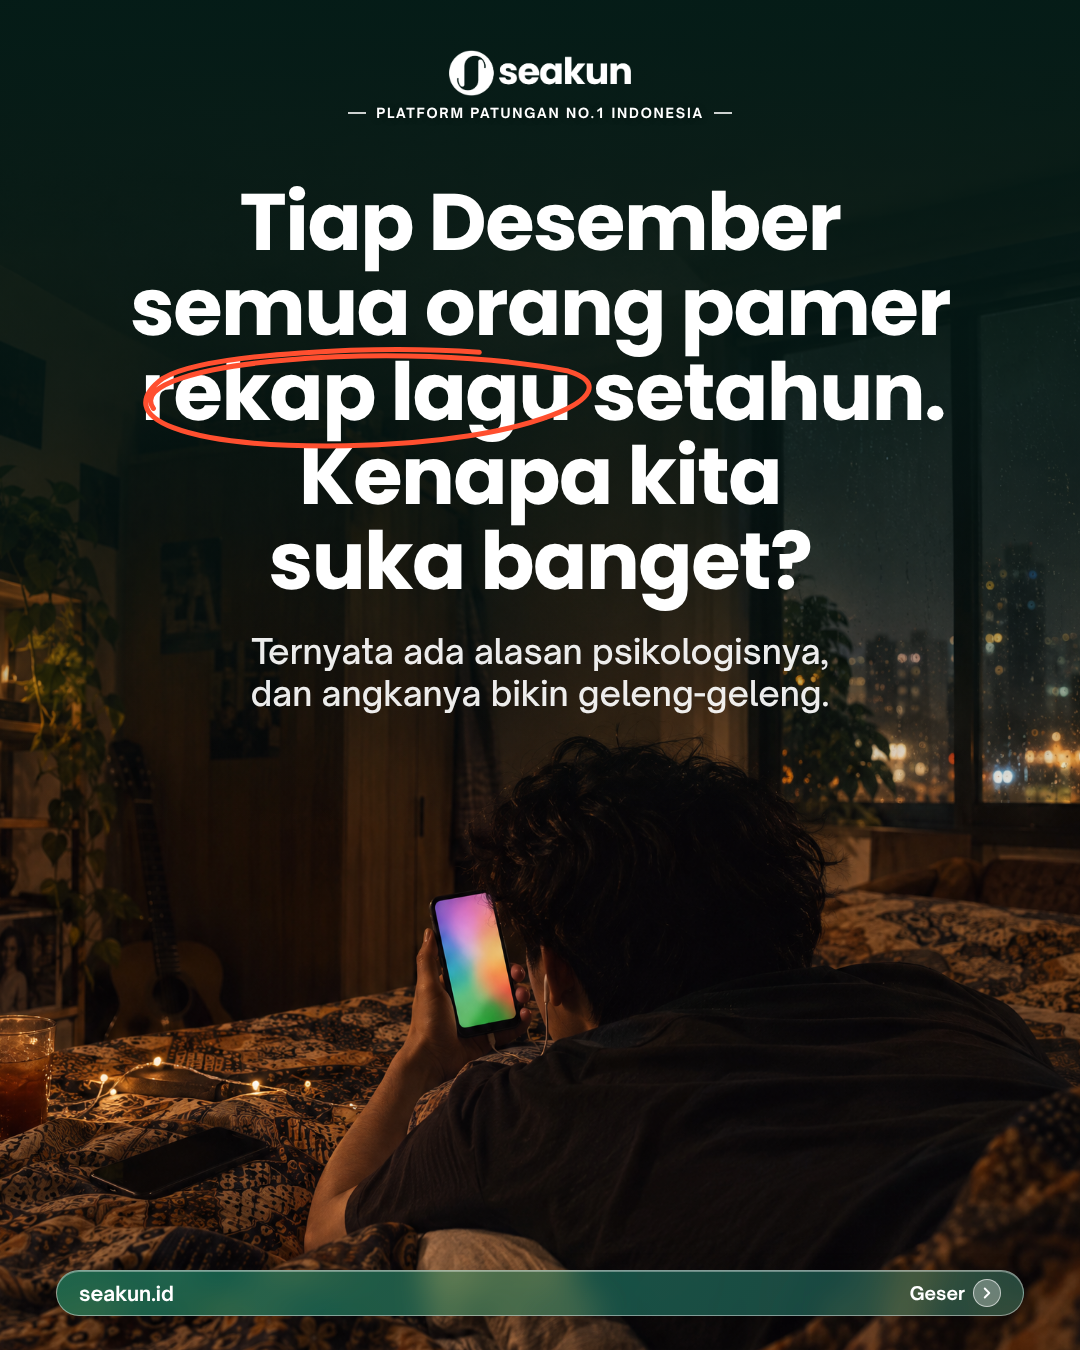 seakun
PLATFORM PATUNGAN NO.1 INDONESIA
Tiap Desember
semua orang pamer
rekap lagu setahun.
Kenapa kita
suka banget?
Ternyata ada alasan psikologisnya,
dan angkanya bikin geleng-geleng.
seakun.id
Geser